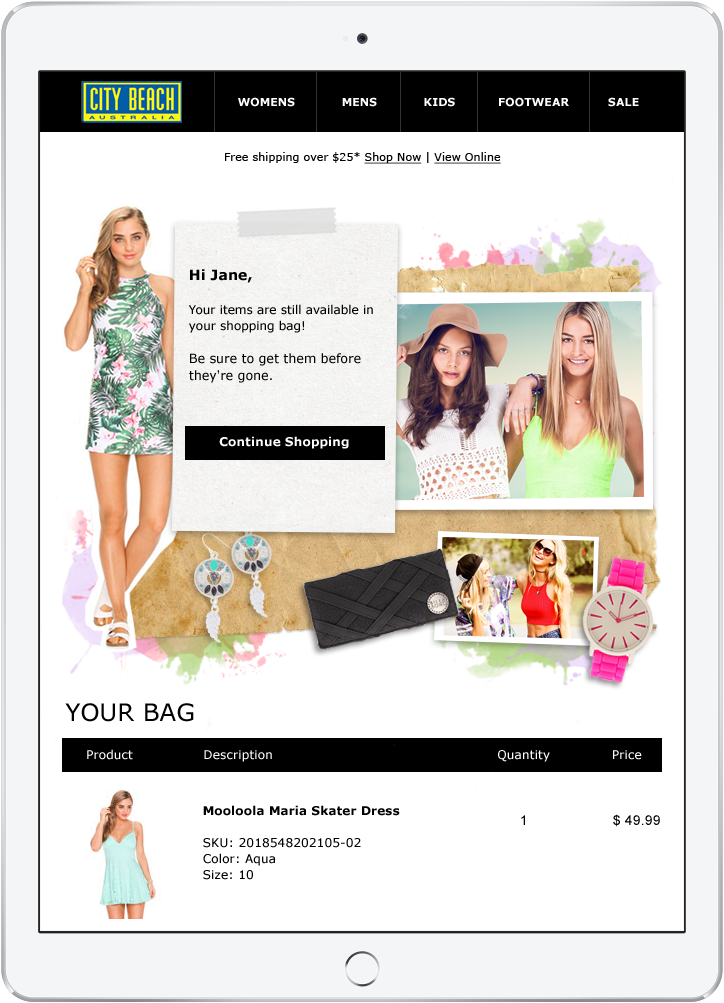 CITY BEACH
AUSTRALIA
WOMENS MENS KIDS FOOTWEAR SALE
Free shipping over $25* Shop Now | View Online
Hi Jane,
Your items are still available in
your shopping bag!
Be sure to get them before
they're gone.
Continue Shopping
YOUR BAG
Product Description Quantity Price
Mooloola Maria Skater Dress
1 $ 49.99
SKU: 2018548202105-02
Color: Aqua
Size: 10